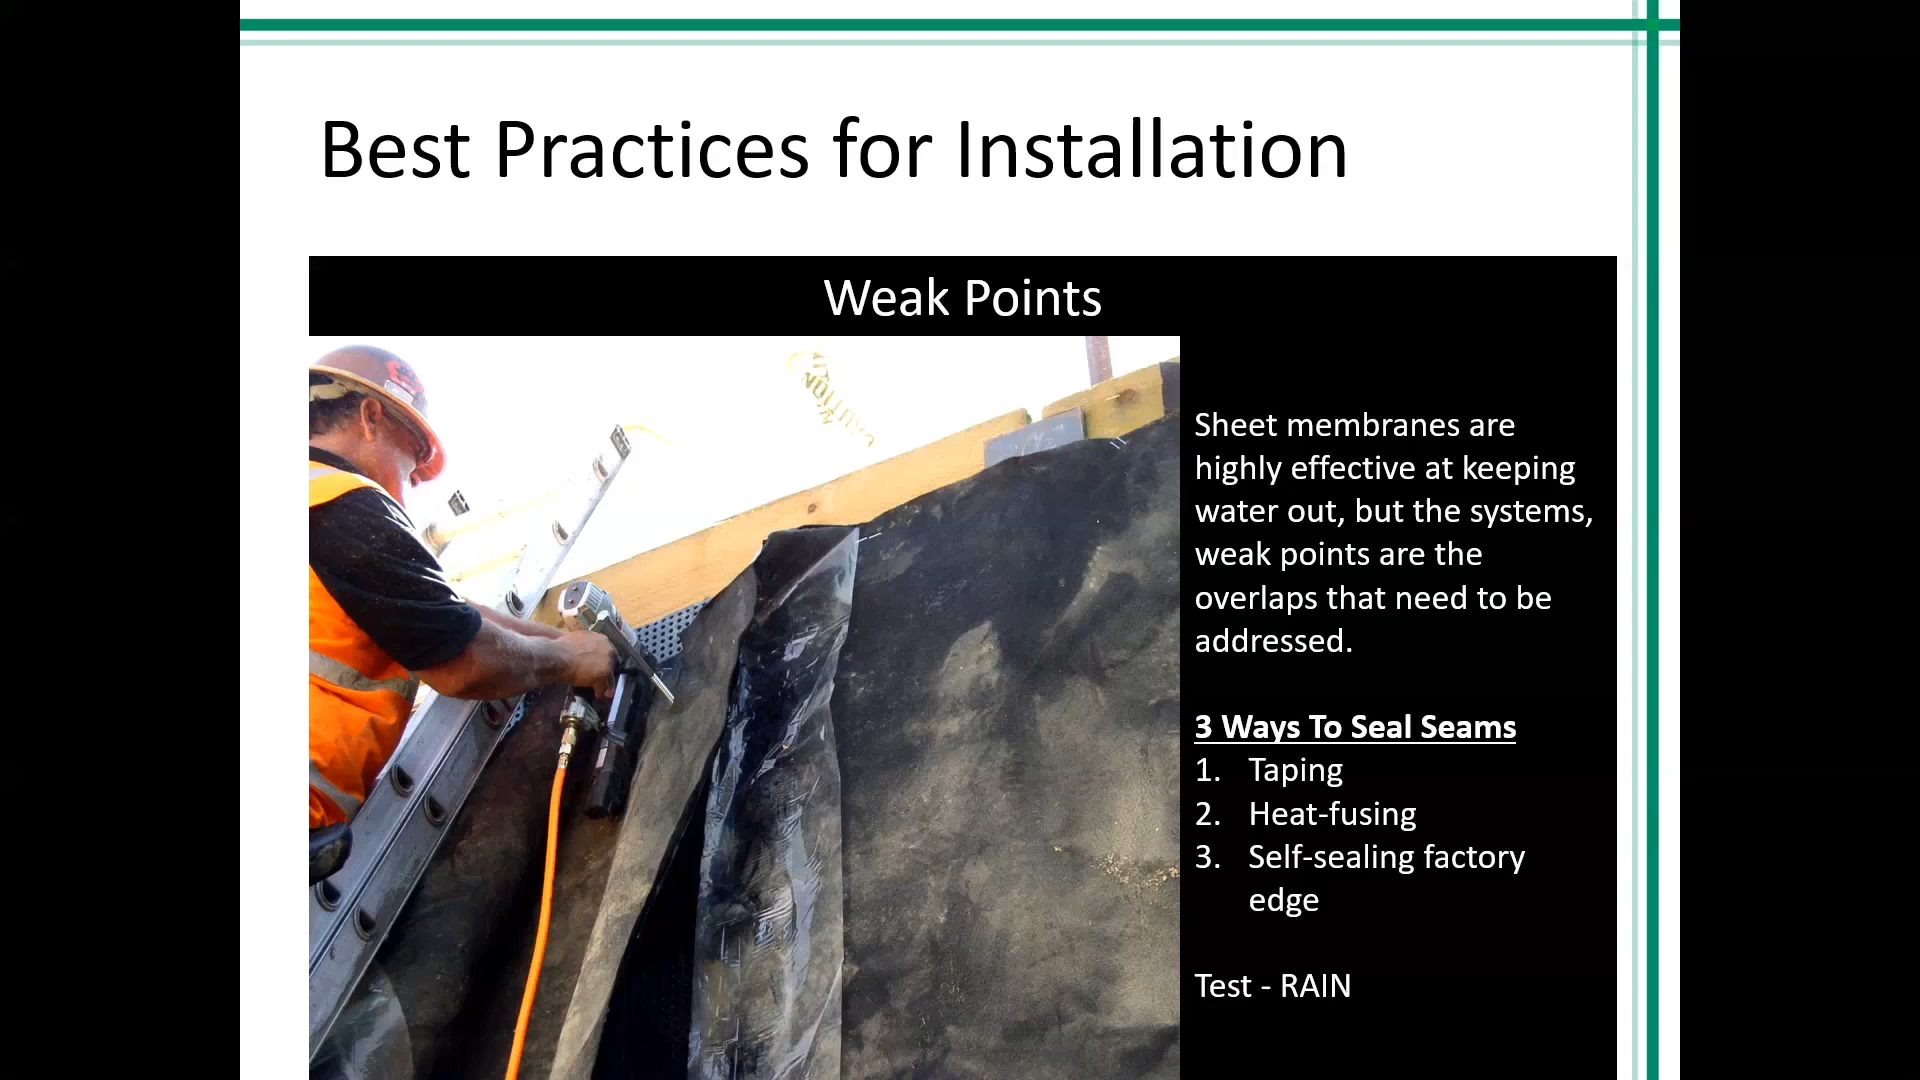 Best Practices for Installation
Weak Points
CAUTION
Sheet membranes are
highly effective at keeping
water out, but the systems,
weak points are the
overlaps that need to be
addressed.
3 Ways To Seal Seams
1. Taping
2. Heat-fusing
3. Self-sealing factory
edge
Test - RAIN